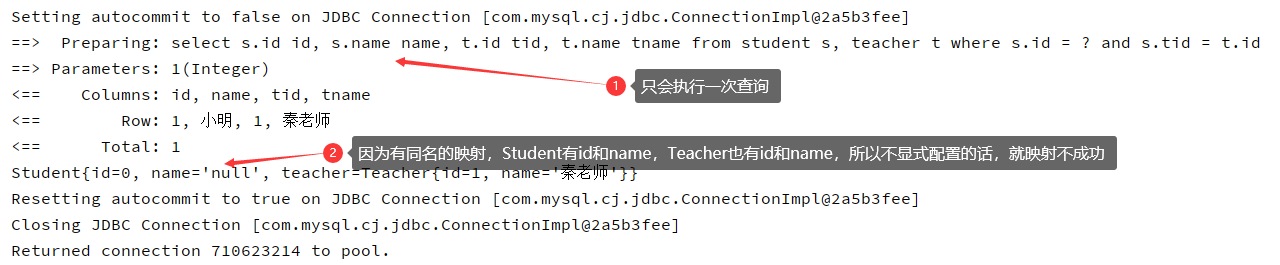 Setting autocommit to false on JDBC Connection [com.mysql.cj.jdbc.ConnectionImpl@2a5b3fee]
==>  Preparing: select s.id id, s.name name, t.id tid, t.name tname from student s, teacher t where s.id = ? and s.tid = t.id
==> Parameters: 1(Integer)
1 只会执行一次查询
<==    Columns: id, name, tid, tname
<==        Row: 1, 小明, 1, 秦老师
<==      Total: 1
2 因为有同名的映射，Student有id和name，Teacher也有id和name，所以不显式配置的话，就映射不成功
Student{id=0, name='null', teacher=Teacher{id=1, name='秦老师'}}
Resetting autocommit to true on JDBC Connection [com.mysql.cj.jdbc.ConnectionImpl@2a5b3fee]
Closing JDBC Connection [com.mysql.cj.jdbc.ConnectionImpl@2a5b3fee]
Returned connection 710623214 to pool.